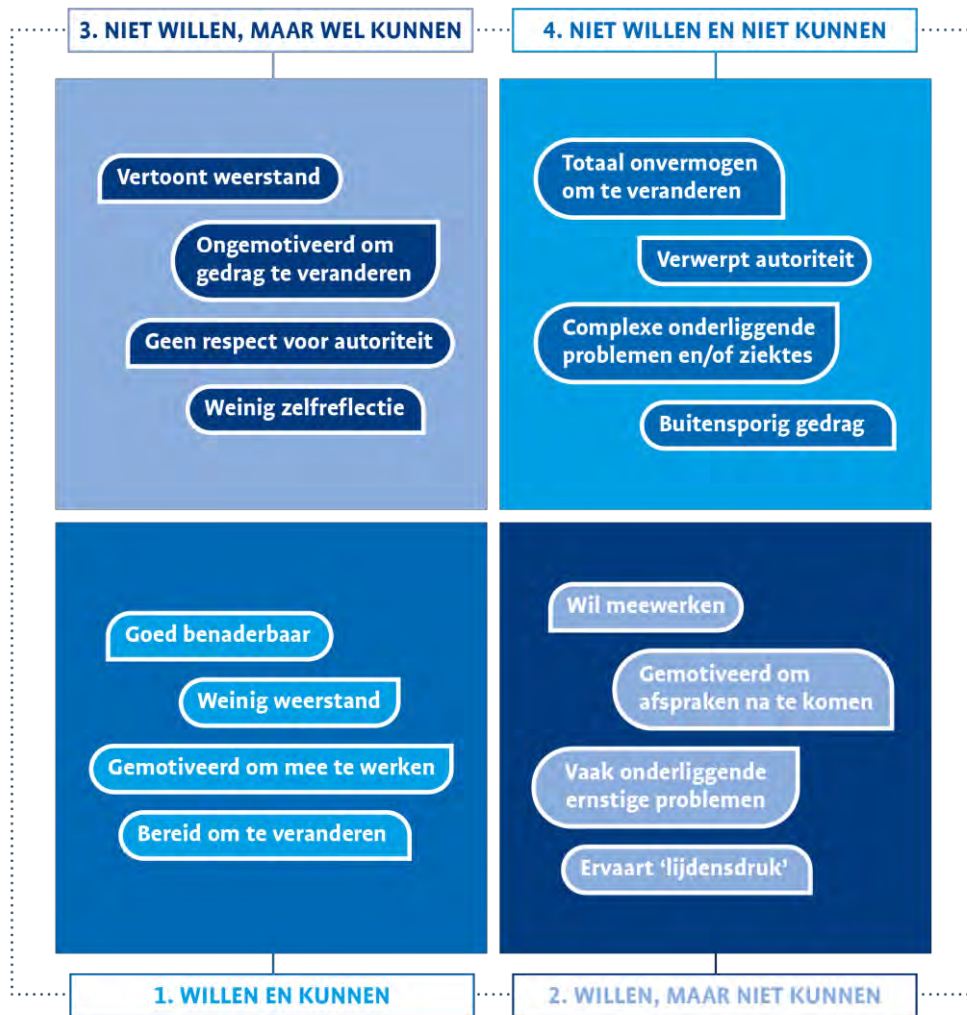 3. NIET WILLEN, MAAR WEL KUNNEN
4. NIET WILLEN EN NIET KUNNEN
Vertoont weerstand
Ongemotiveerd om
gedrag te veranderen
Geen respect voor autoriteit
Weinig zelfreflectie
Totaal onvermogen
om te veranderen
Verwerpt autoriteit
Complexe onderliggende
problemen en/of ziektes
Buitensporig gedrag
Goed benaderbaar
Weinig weerstand
Gemotiveerd om mee te werken
Bereid om te veranderen
Wil meewerken
Gemotiveerd om
afspraken na te komen
Vaak onderliggende
ernstige problemen
Ervaart ‘lijdensdruk’
1. WILLEN EN KUNNEN
2. WILLEN, MAAR NIET KUNNEN